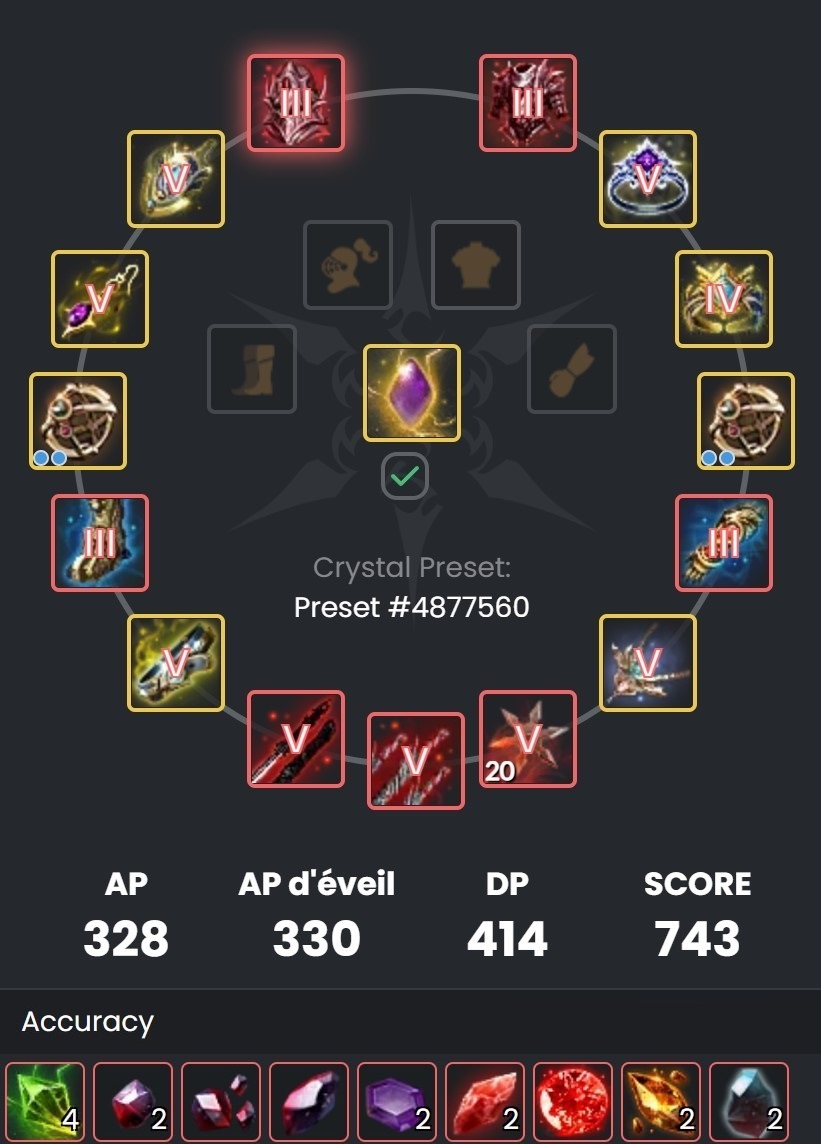 III III
V V
V IV
III III
V V
V V V
20
Crystal Preset:
Preset #4877560
AP AP d'éveil DP SCORE
328 330 414 743
Accuracy
4 2 2 2 2 2